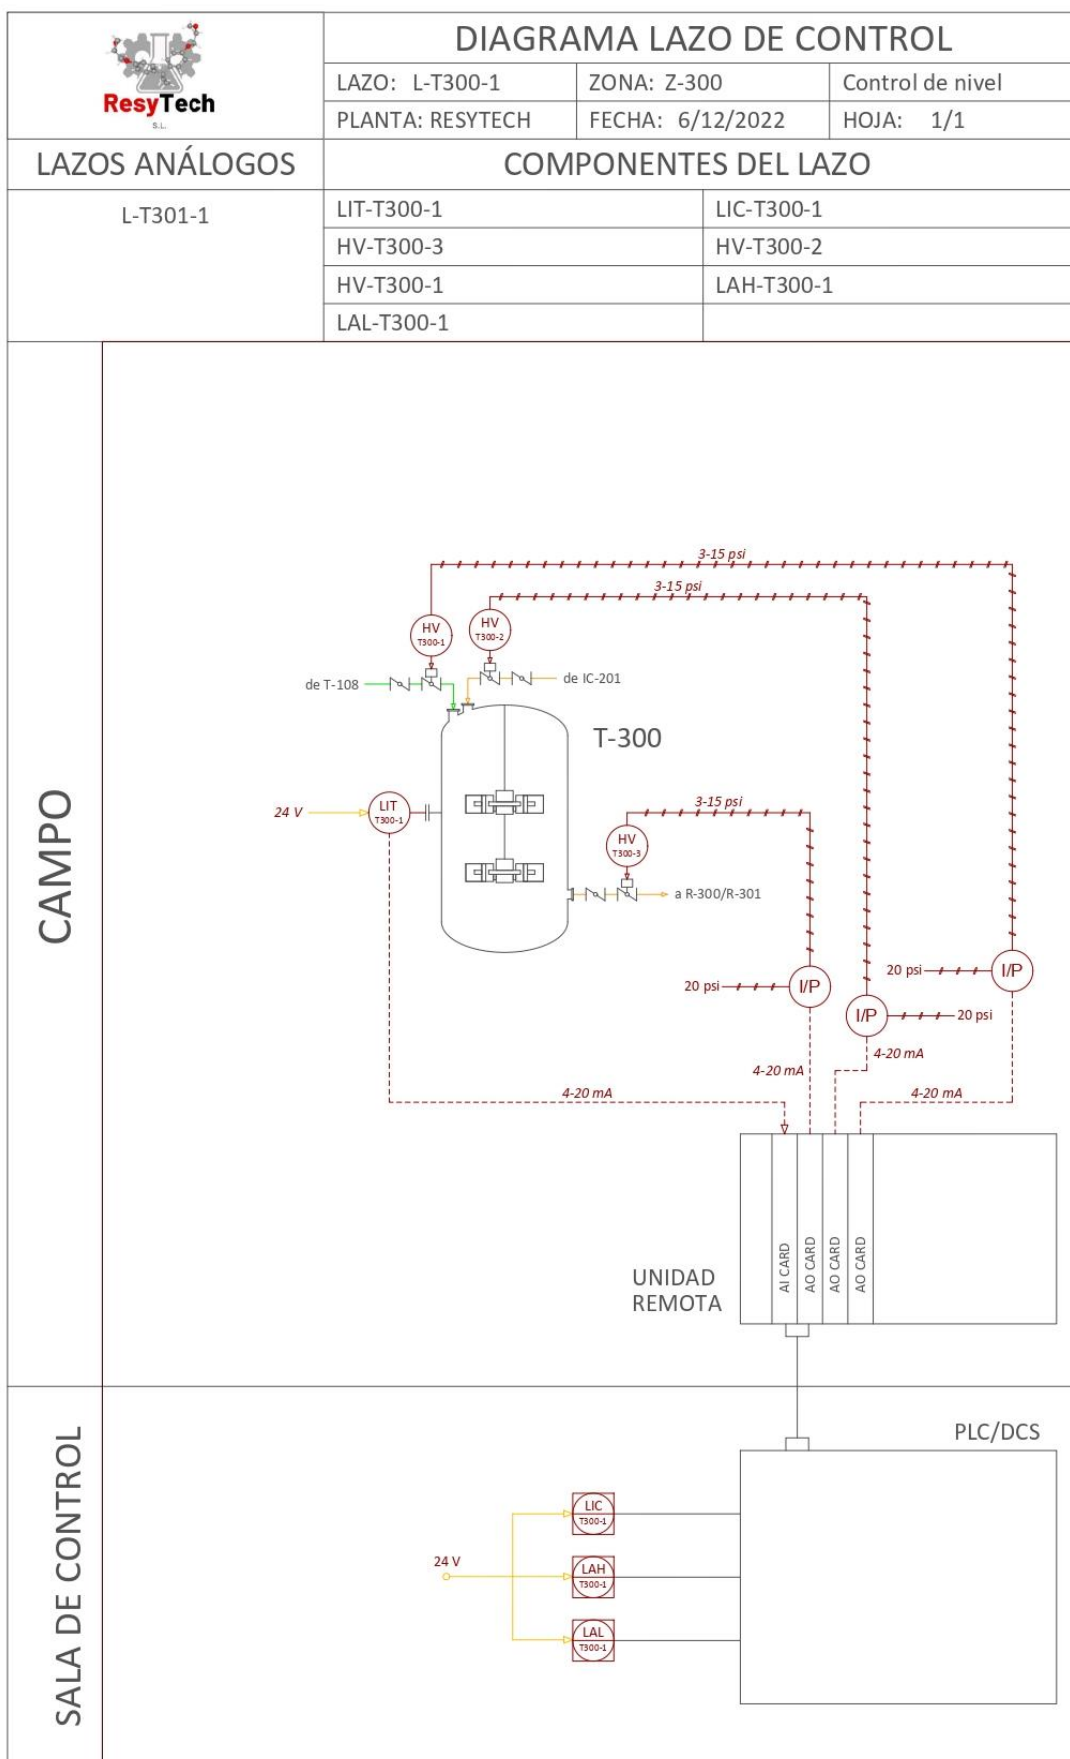 ResyTech
S.L.
DIAGRAMA LAZO DE CONTROL
LAZO: L-T300-1
ZONA: Z-300
Control de nivel
PLANTA: RESYTECH
FECHA: 6/12/2022
HOJA: 1/1
LAZOS ANÁLOGOS
COMPONENTES DEL LAZO
L-T301-1
LIT-T300-1
LIC-T300-1
HV-T300-3
HV-T300-2
HV-T300-1
LAH-T300-1
LAL-T300-1
CAMPO
3-15 psi
3-15 psi
HV
T300-1
HV
T300-2
de T-108
de IC-201
T-300
24 V
LIT
T300-1
3-15 psi
HV
T300-3
a R-300/R-301
20 psi
I/P
20 psi
I/P
I/P
20 psi
4-20 mA
4-20 mA
4-20 mA
4-20 mA
UNIDAD
REMOTA
AI CARD
AO CARD
AO CARD
AO CARD
SALA DE CONTROL
PLC/DCS
24 V
LIC
T300-1
LAH
T300-1
LAL
T300-1